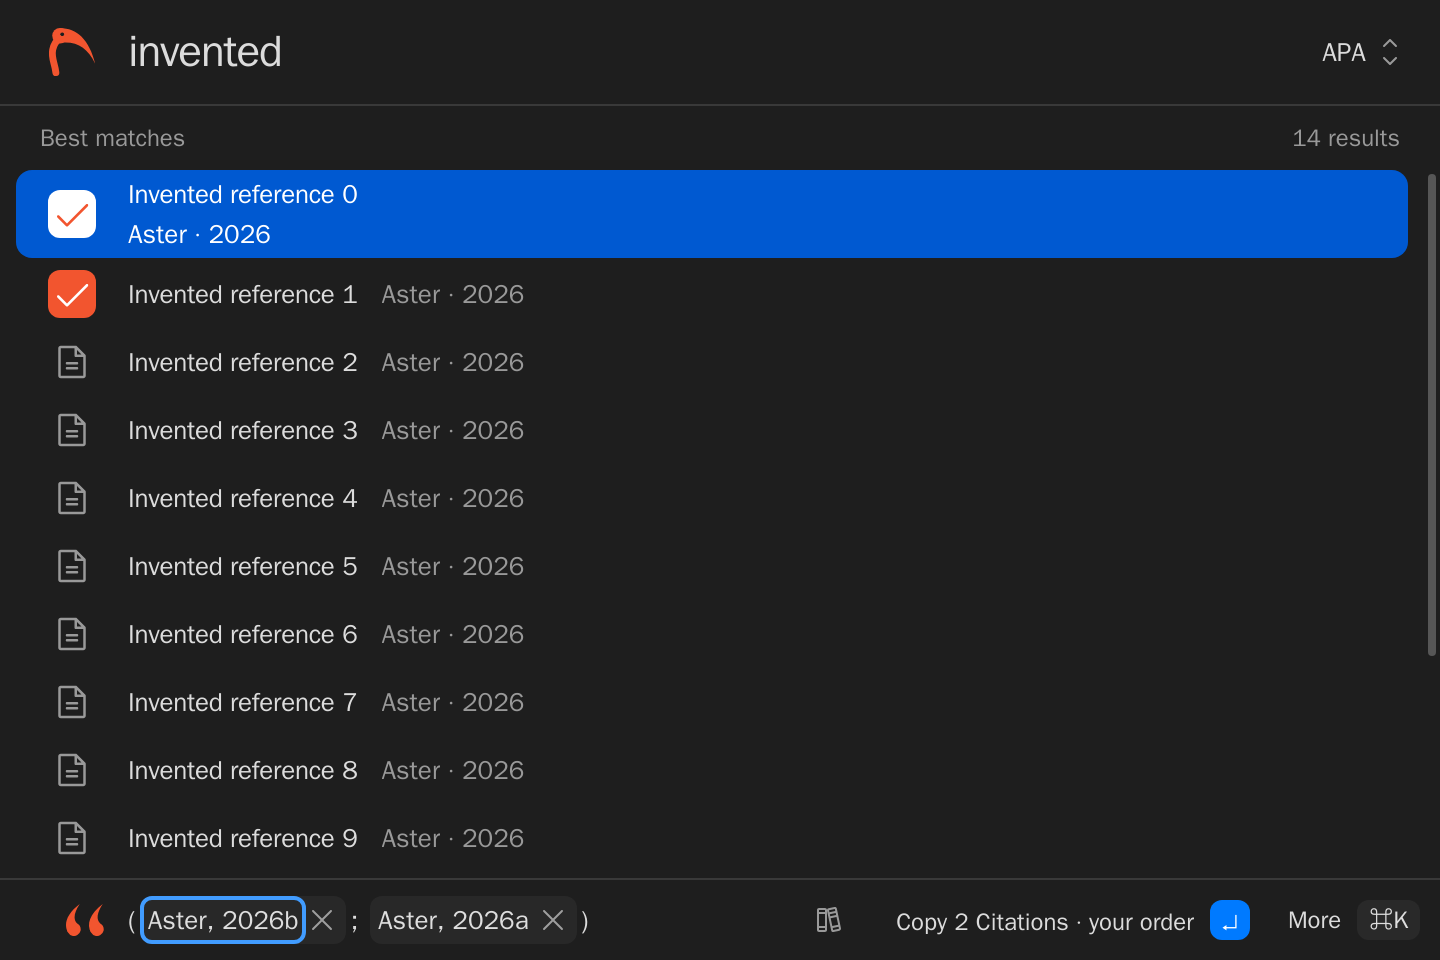 invented
APA
Best matches
14 results
Invented reference 0
Aster · 2026
Invented reference 1 Aster · 2026
Invented reference 2 Aster · 2026
Invented reference 3 Aster · 2026
Invented reference 4 Aster · 2026
Invented reference 5 Aster · 2026
Invented reference 6 Aster · 2026
Invented reference 7 Aster · 2026
Invented reference 8 Aster · 2026
Invented reference 9 Aster · 2026
( Aster, 2026b ; Aster, 2026a )
Copy 2 Citations · your order
More ⌘K